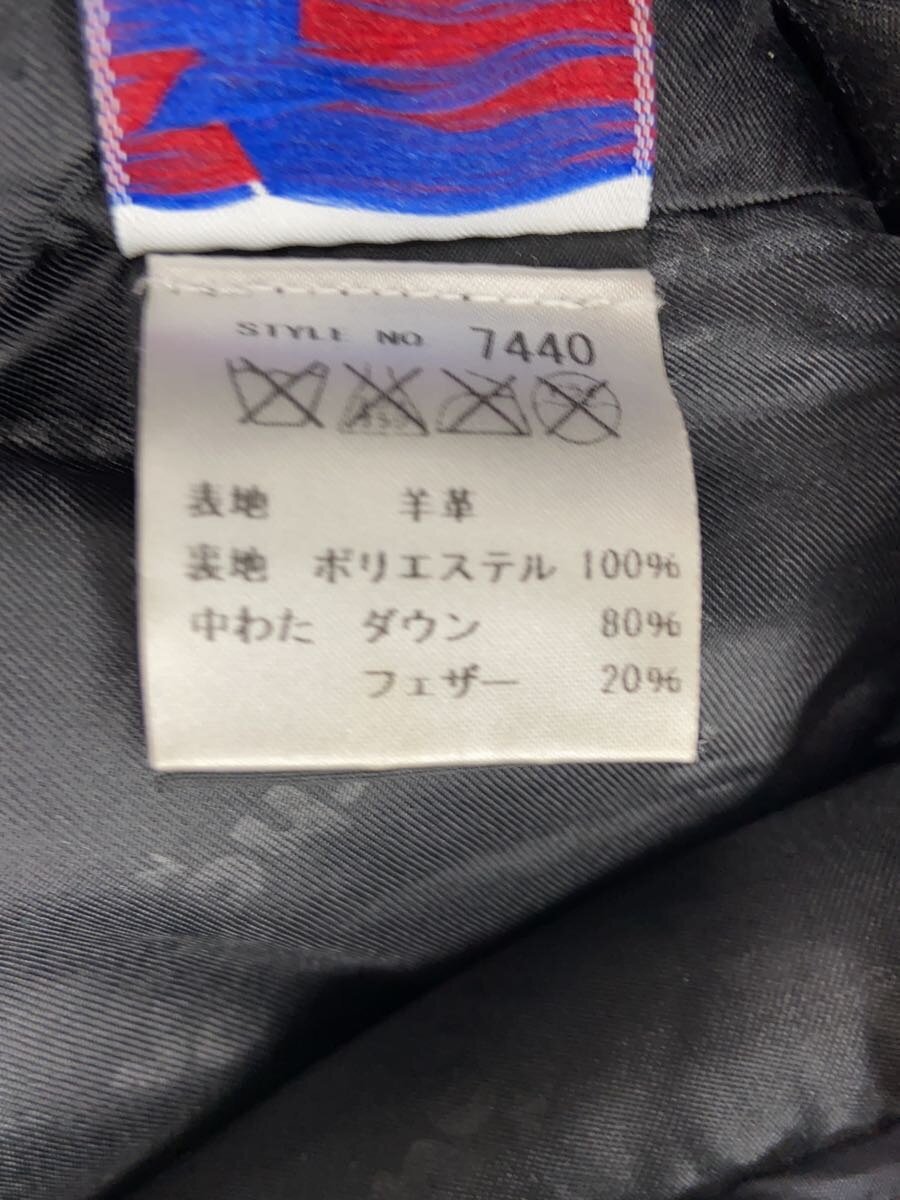 STYLE NO 7440
表地 羊革
裏地 ポリエステル 100%
中わた ダウン 80%
フェザー 20%